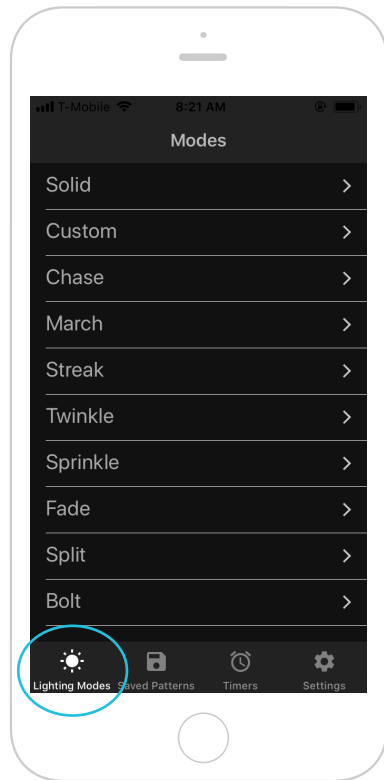 T-Mobile 8:21 AM
Modes
Solid
Custom
Chase
March
Streak
Twinkle
Sprinkle
Fade
Split
Bolt
Lighting Modes Saved Patterns Timers Settings